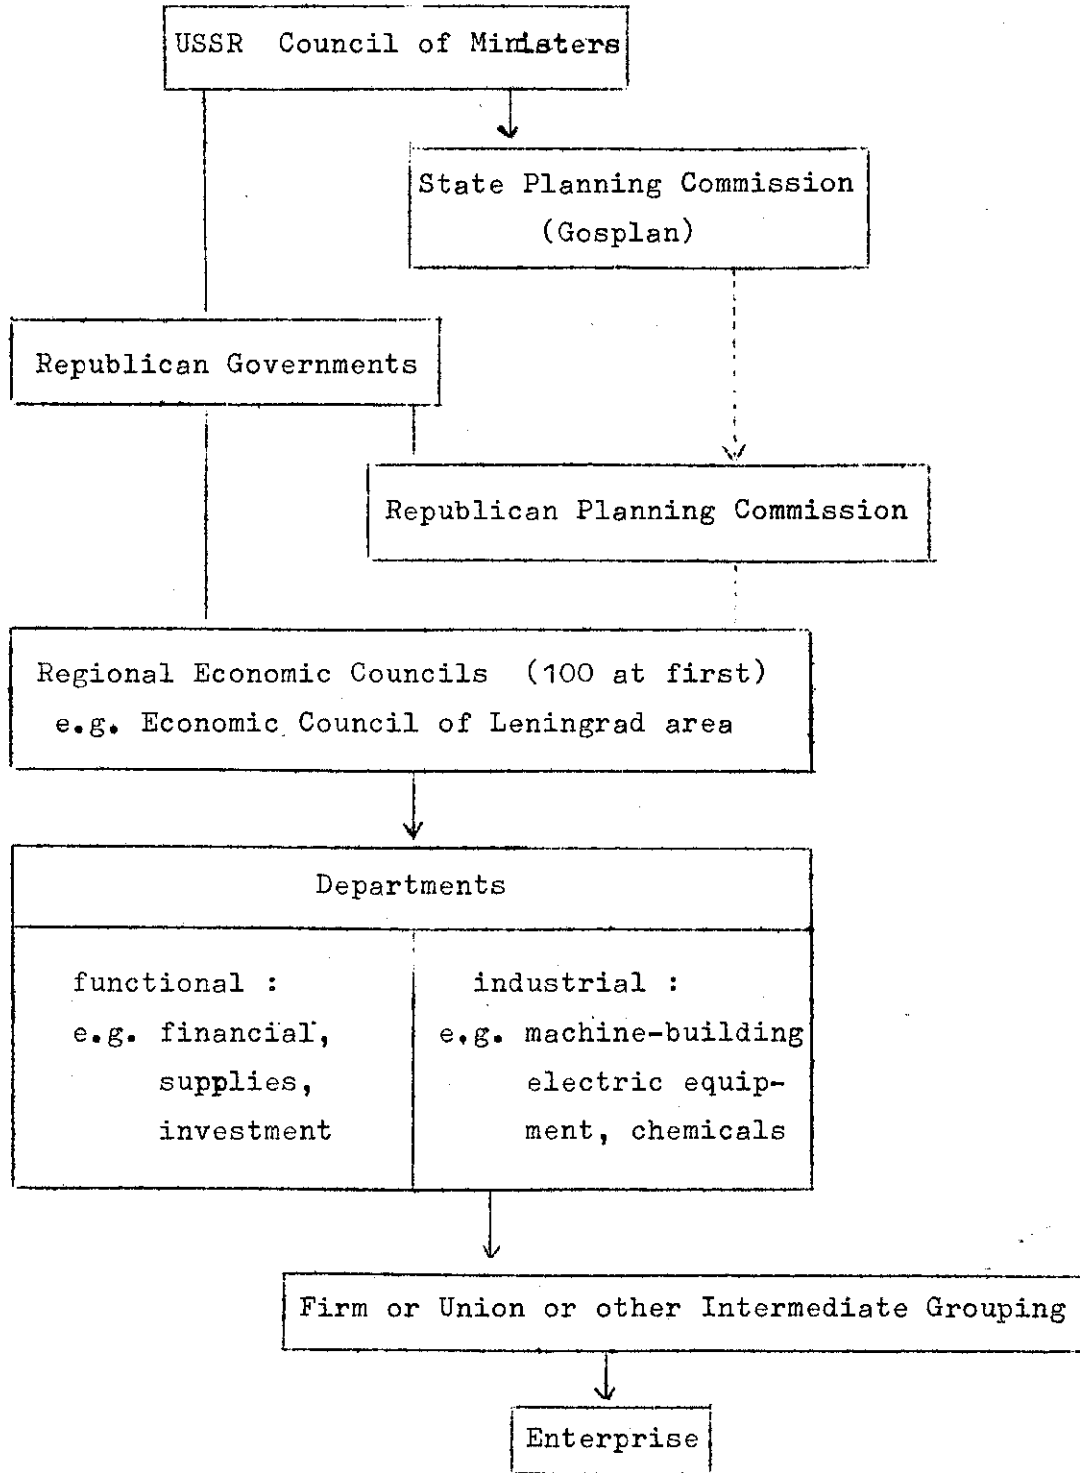 USSR Council of Ministers
State Planning Commission
(Gosplan)
Republican Governments
Republican Planning Commission
Regional Economic Councils (100 at first)
e.g. Economic Council of Leningrad area
Departments
functional :
e.g. financial,
supplies,
investment
industrial :
e.g. machine-building
electric equip-
ment, chemicals
Firm or Union or other Intermediate Grouping
Enterprise